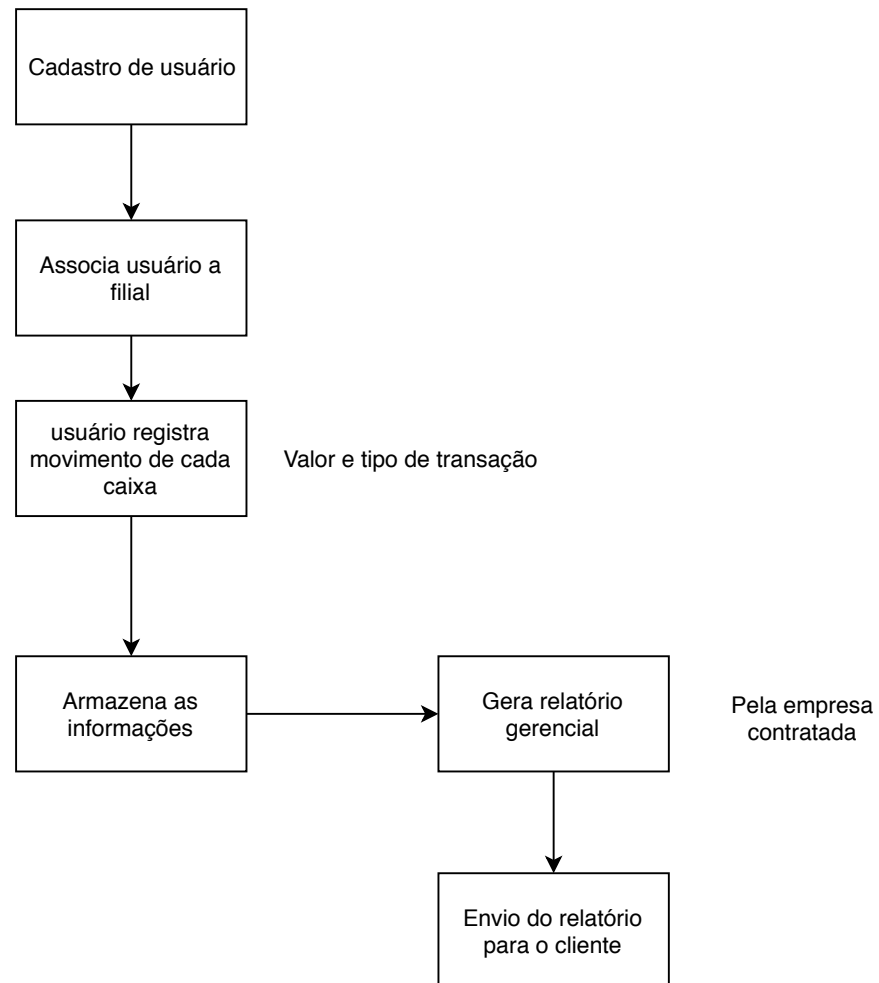 Cadastro de usuário
Associa usuário a
filial
usuário registra
movimento de cada
caixa
Valor e tipo de transação
Armazena as
informações
Gera relatório
gerencial
Pela empresa
contratada
Envio do relatório
para o cliente